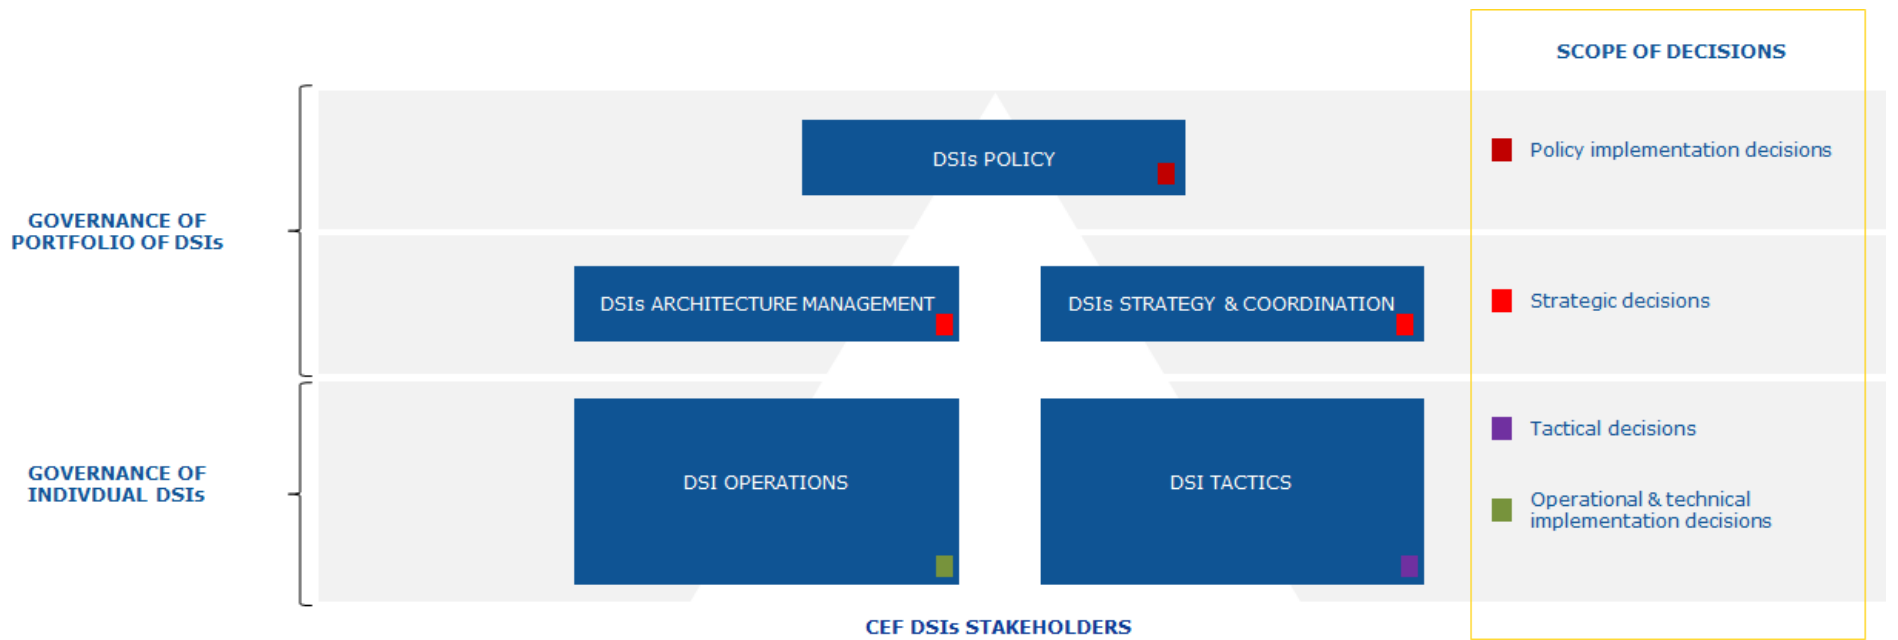 SCOPE OF DECISIONS
DSIs POLICY
Policy implementation decisions
GOVERNANCE OF
PORTFOLIO OF DSIs
DSIs ARCHITECTURE MANAGEMENT
DSIs STRATEGY & COORDINATION
Strategic decisions
Tactical decisions
GOVERNANCE OF
INDIVDUAL DSIs
DSI OPERATIONS
DSI TACTICS
Operational & technical
implementation decisions
CEF DSIs STAKEHOLDERS